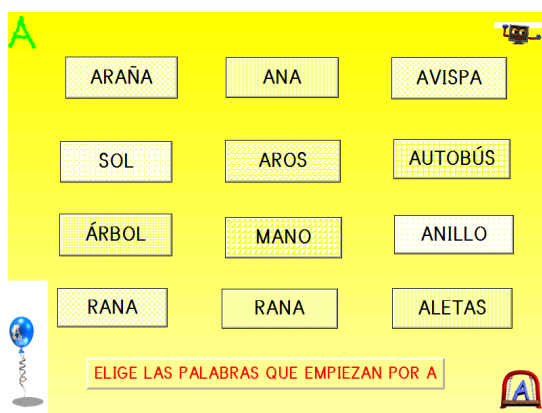 A
ARAÑA ANA AVISPA
SOL AROS AUTOBÚS
ÁRBOL MANO ANILLO
RANA RANA ALETAS
ELIGE LAS PALABRAS QUE EMPIEZAN POR A
A